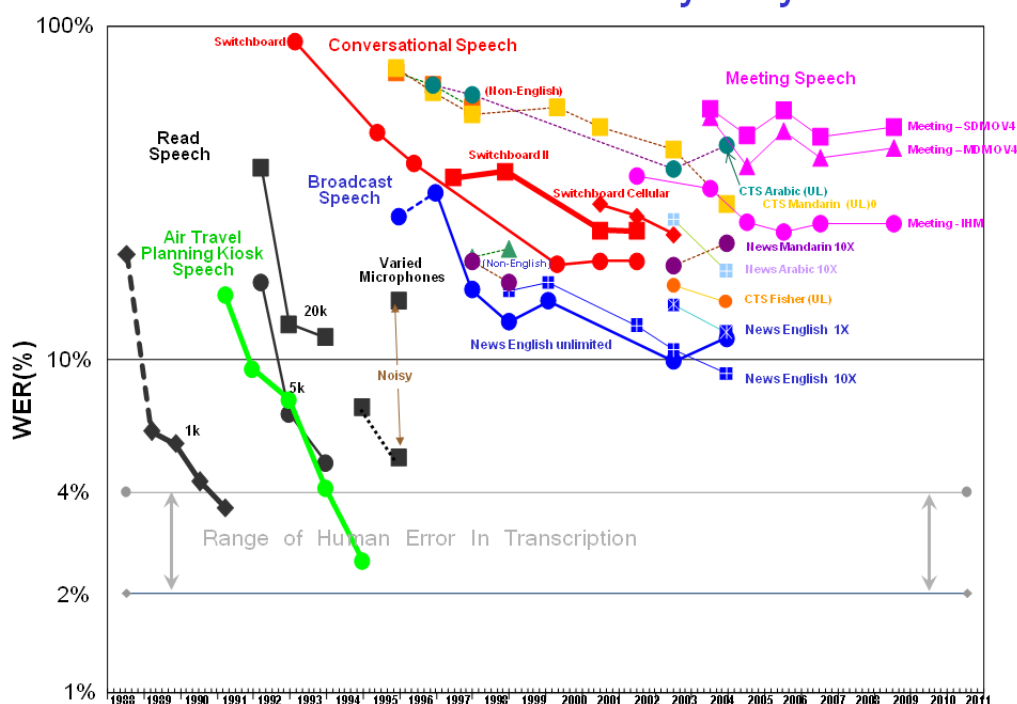 100%
Switchboard
Conversational Speech
(Non-English)
Meeting Speech
Read
Speech
Switchboard II
Meeting – SDM OV4
Meeting – MDM OV4
Broadcast
Speech
Switchboard Cellular
CTS Arabic (UL)
CTS Mandarin (UL)0
Meeting - IHM
Air Travel
Planning Kiosk
Speech
Varied
Microphones
(Non-English)
News Mandarin 10X
News Arabic 10X
CTS Fisher (UL)
20k
News English 1X
News English unlimited
10%
Noisy
News English 10X
5k
1k
WER(%)
4%
Range of Human Error In Transcription
2%
1%
1988 1989 1990 1991 1992 1993 1994 1995 1996 1997 1998 1999 2000 2001 2002 2003 2004 2005 2006 2007 2008 2009 2010 2011